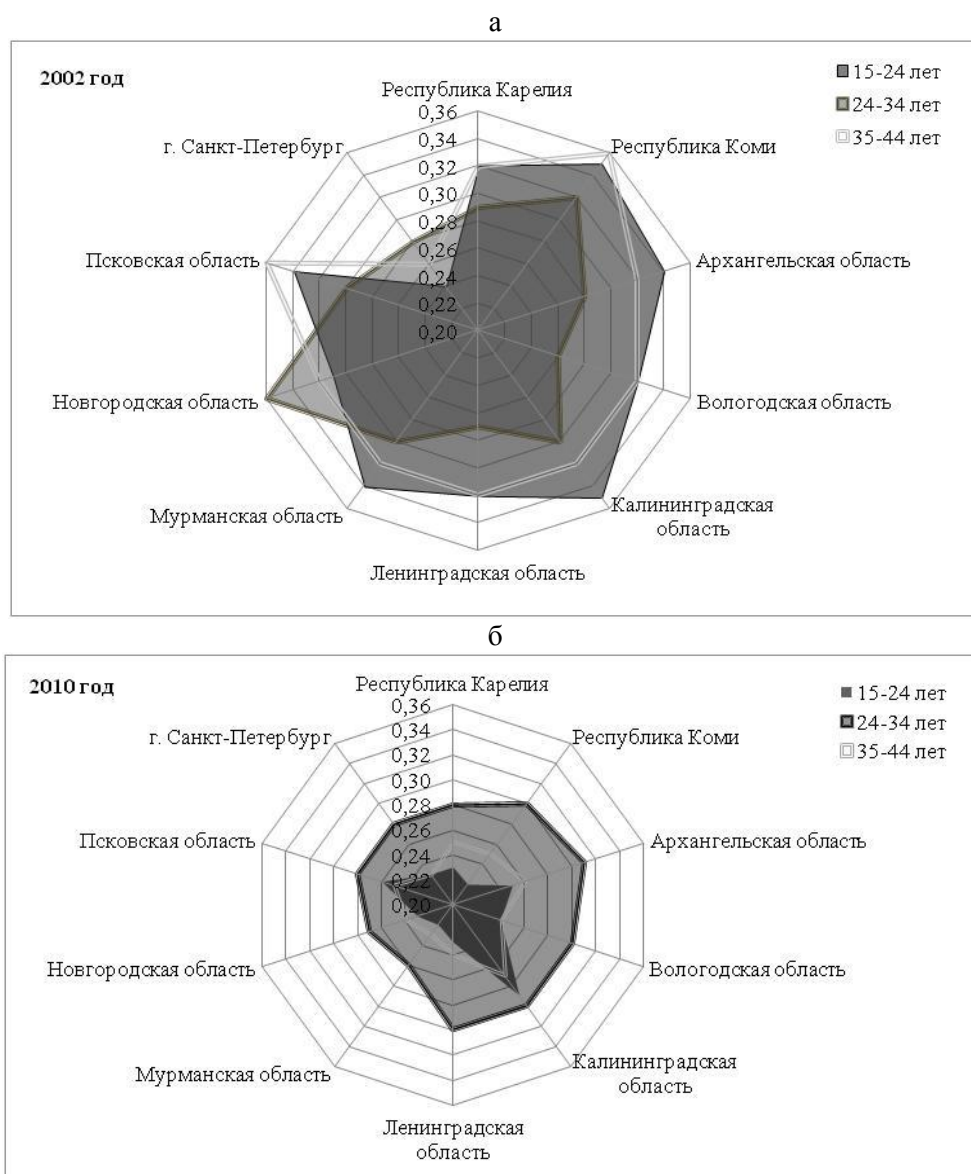 а
2002 год
15-24 лет
24-34 лет
35-44 лет
Республика Карелия
0,36
0,34
0,32
0,30
0,28
0,26
0,24
0,22
0,20
г. Санкт-Петербург
Республика Коми
Псковская область
Архангельская область
Новгородская область
Вологодская область
Мурманская область
Калининградская
область
Ленинградская область
б
2010 год
15-24 лет
24-34 лет
35-44 лет
Республика Карелия
0,36
0,34
0,32
0,30
0,28
0,26
0,24
0,22
0,20
г. Санкт-Петербург
Республика Коми
Псковская область
Архангельская область
Новгородская область
Вологодская область
Мурманская область
Калининградская
область
Ленинградская
область